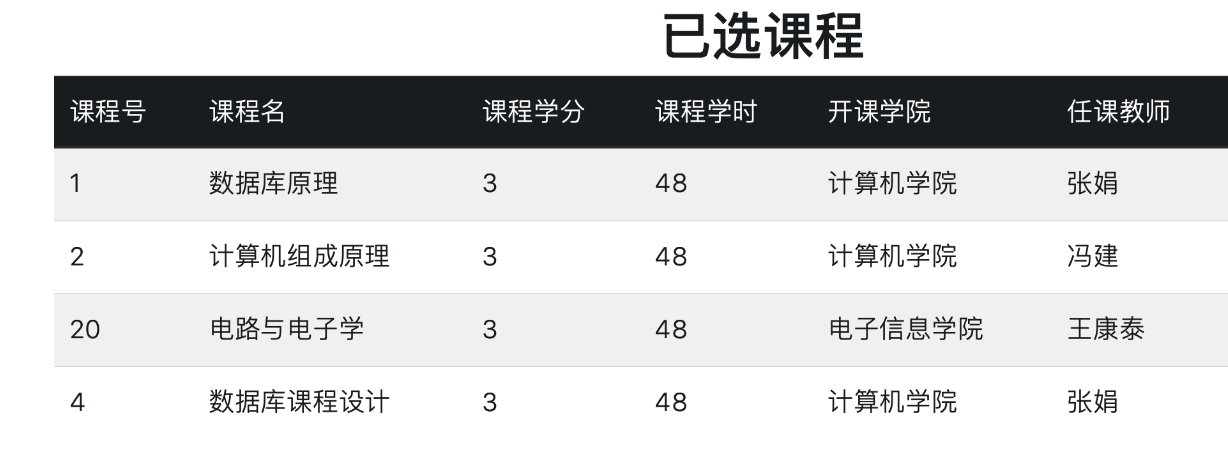 已选课程
课程号 课程名 课程学分 课程学时 开课学院 任课教师
1 数据库原理 3 48 计算机学院 张娟
2 计算机组成原理 3 48 计算机学院 冯建
20 电路与电子学 3 48 电子信息学院 王康泰
4 数据库课程设计 3 48 计算机学院 张娟